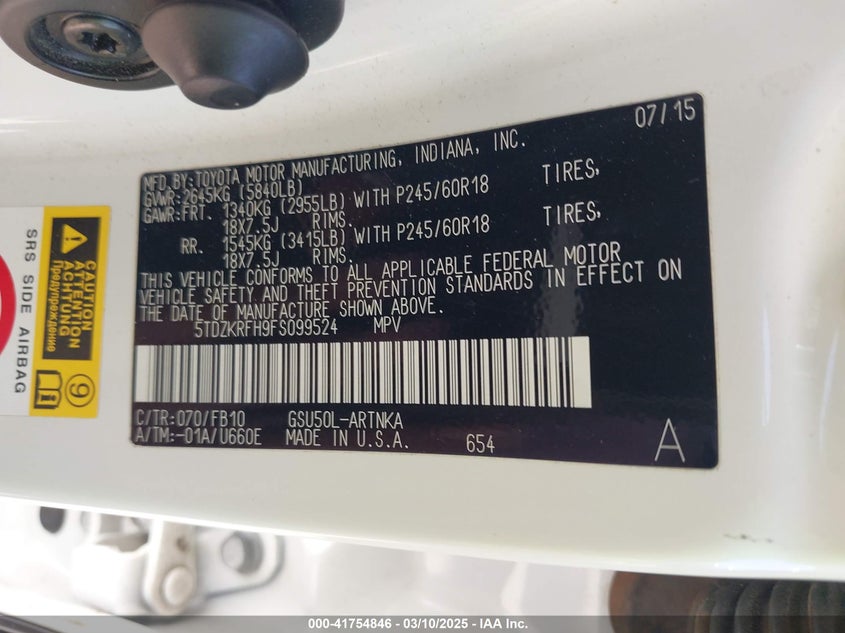 07/15
MFD.BY:TOYOTA MOTOR MANUFACTURING, INDIANA, INC.
GVWR:2645KG (5840LB)
GAWR:FRT. 1340KG (2955LB) WITH P245/60R18 TIRES,
18X7.5J RIMS.
RR. 1545KG (3415LB) WITH P245/60R18 TIRES,
18X7.5J RIMS.
THIS VEHICLE CONFORMS TO ALL APPLICABLE FEDERAL MOTOR
VEHICLE SAFETY AND THEFT PREVENTION STANDARDS IN EFFECT ON
THE DATE OF MANUFACTURE SHOWN ABOVE.
5TDZKRFH9FS099524 MPV
C/TR:070/FB10 GSU50L-ARTNKA
A/TM:-01A/U660E MADE IN U.S.A. 654 A
SRS SIDE AIRBAG
CAUTION
ATTENTION
ACHTUNG
Предупреждение
9
000-41754846 - 03/10/2025 - IAA Inc.